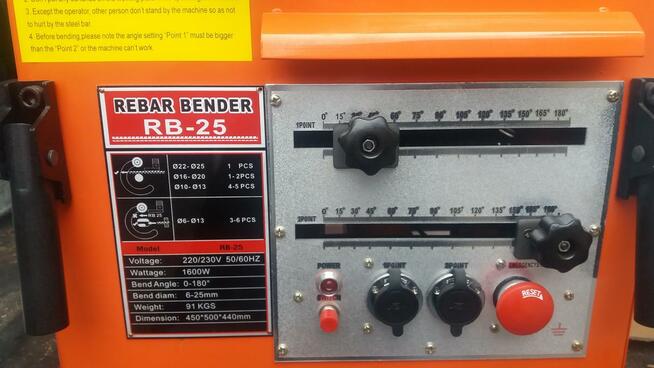 3. Except the operator, other person don't stand by the machine so as not
to hurt by the steel bar.
4. Before bending,please note the angle setting "Point 1" must be bigger
than the "Point 2" or the machine can't work.
REBAR BENDER
RB-25
Ø22-Ø25 1 PCS
Ø16-Ø20 1-2PCS
Ø10-Ø13 4-5 PCS
RB 25
Ø6-Ø13 3-6 PCS
Model RB-25
Voltage: 220/230V 50/60HZ
Wattage: 1600W
Bend Angle: 0-180°
Bend diam: 6-25mm
Weight: 91 KGS
Dimension: 450*500*440mm
0° 15° 60° 75° 90° 105° 120° 135° 150° 165° 180°
1POINT
0° 15° 30° 45° 60° 75° 90° 105° 120° 135° 150° 165° 180°
2POINT
POWER 1POINT 2POINT EMERGENCY
SWITCH
RESET